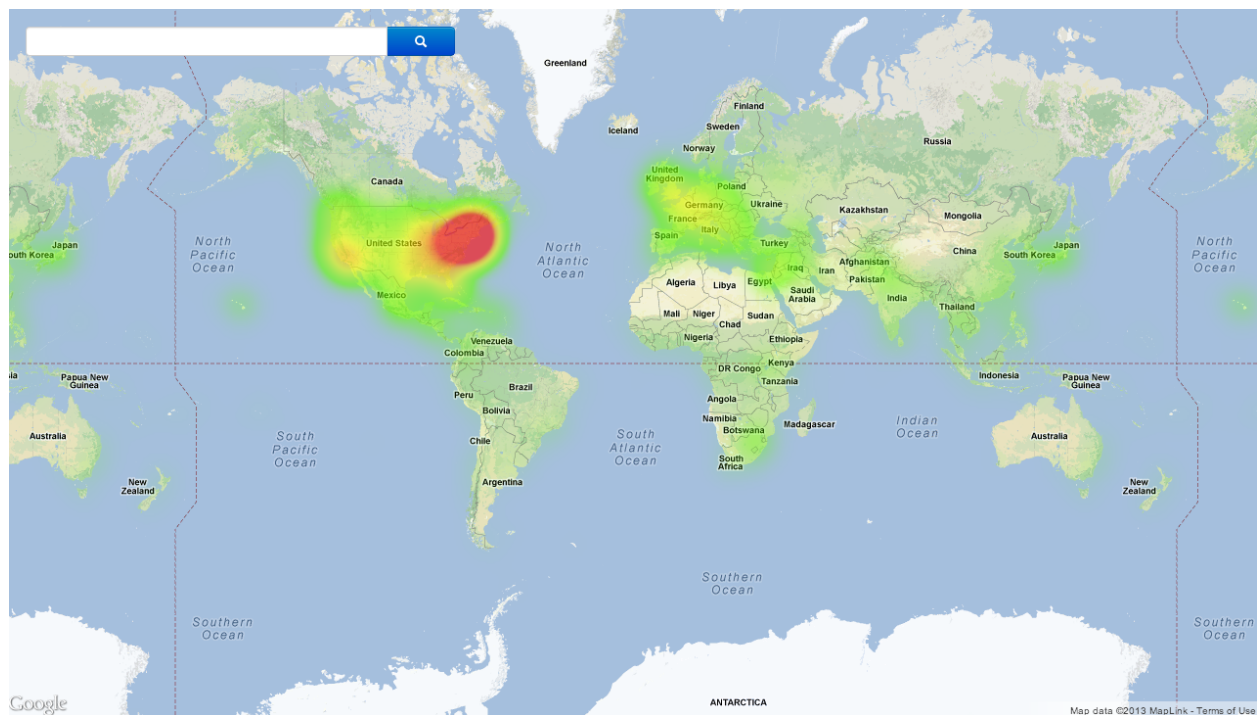 Greenland
Finland
Iceland
Sweden
Russia
Norway
United
Kingdom
Canada
Poland
Ukraine
Germany
Kazakhstan
Mongolia
France
Italy
Spain
Japan
outh Korea
North
Pacific
Ocean
United States
North
Atlantic
Ocean
Turkey
China
Japan
South Korea
North
Pacific
Ocean
Iraq
Iran
Afghanistan
Pakistan
Mexico
Algeria
Libya
Egypt
Saudi
Arabia
India
Thailand
Mali
Niger
Chad
Sudan
Nigeria
Ethiopia
Venezuela
Colombia
DR Congo
Kenya
Tanzania
Indonesia
Papua New
Guinea
sia
Papua New
Guinea
Peru
Brazil
Bolivia
Angola
Namibia
Botswana
Madagascar
Indian
Ocean
Australia
South
Pacific
Ocean
Chile
South
Atlantic
Ocean
South
Africa
Australia
Argentina
New
Zealand
New
Zealand
Southern
Ocean
Southern
Ocean
Southern
Ocean
ANTARCTICA
Google
Map data ©2013 MapLink - Terms of Use